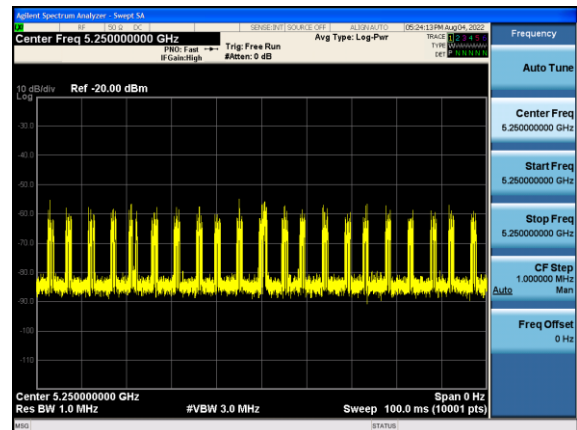 Agilent Spectrum Analyzer - Swept SA
RF 50 Ω DC SENSE:INT SOURCE OFF ALIGN AUTO 05:24:13 PM Aug 04, 2022
Center Freq 5.250000000 GHz
PNO: Fast
IFGain:High
Trig: Free Run
#Atten: 0 dB
Avg Type: Log-Pwr
TRACE 1 2 3 4 5 6
TYPE
DET P N N N N N
10 dB/div Ref -20.00 dBm
Log
-30.0
-40.0
-50.0
-60.0
-70.0
-80.0
-90.0
-100
-110
Center 5.250000000 GHz Span 0 Hz
Res BW 1.0 MHz #VBW 3.0 MHz Sweep 100.0 ms (10001 pts)
MSG STATUS
Frequency
Auto Tune
Center Freq
5.250000000 GHz
Start Freq
5.250000000 GHz
Stop Freq
5.250000000 GHz
CF Step
1.000000 MHz
Auto Man
Freq Offset
0 Hz